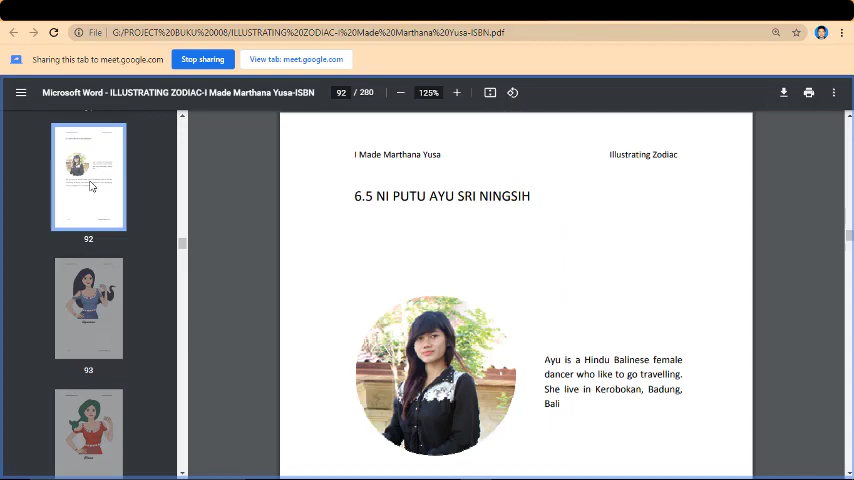 File
G:/PROJECT%20BUKU%20008/ILLUSTRATING%20ZODIAC-I%20Made%20Marthana%20Yusa-ISBN.pdf
Sharing this tab to meet.google.com
Stop sharing
View tab: meet.google.com
Microsoft Word - ILLUSTRATING ZODIAC-I Made Marthana Yusa-ISBN
92 / 280
125%
92
93
I Made Marthana Yusa
Illustrating Zodiac
6.5 NI PUTU AYU SRI NINGSIH
Ayu is a Hindu Balinese female
dancer who like to go travelling.
She live in Kerobokan, Badung,
Bali